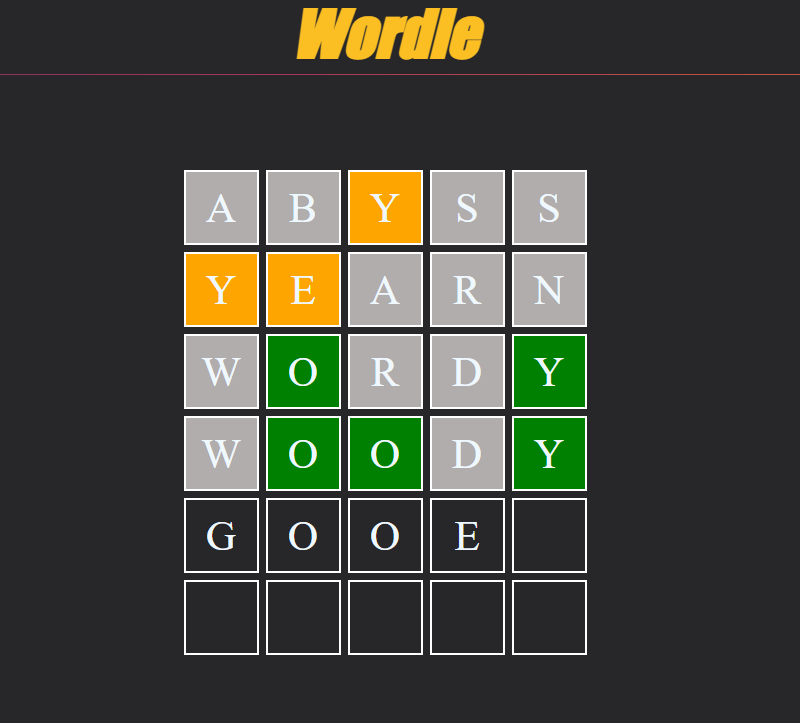 Wordle
A B Y S S
Y E A R N
W O R D Y
W O O D Y
G O O E